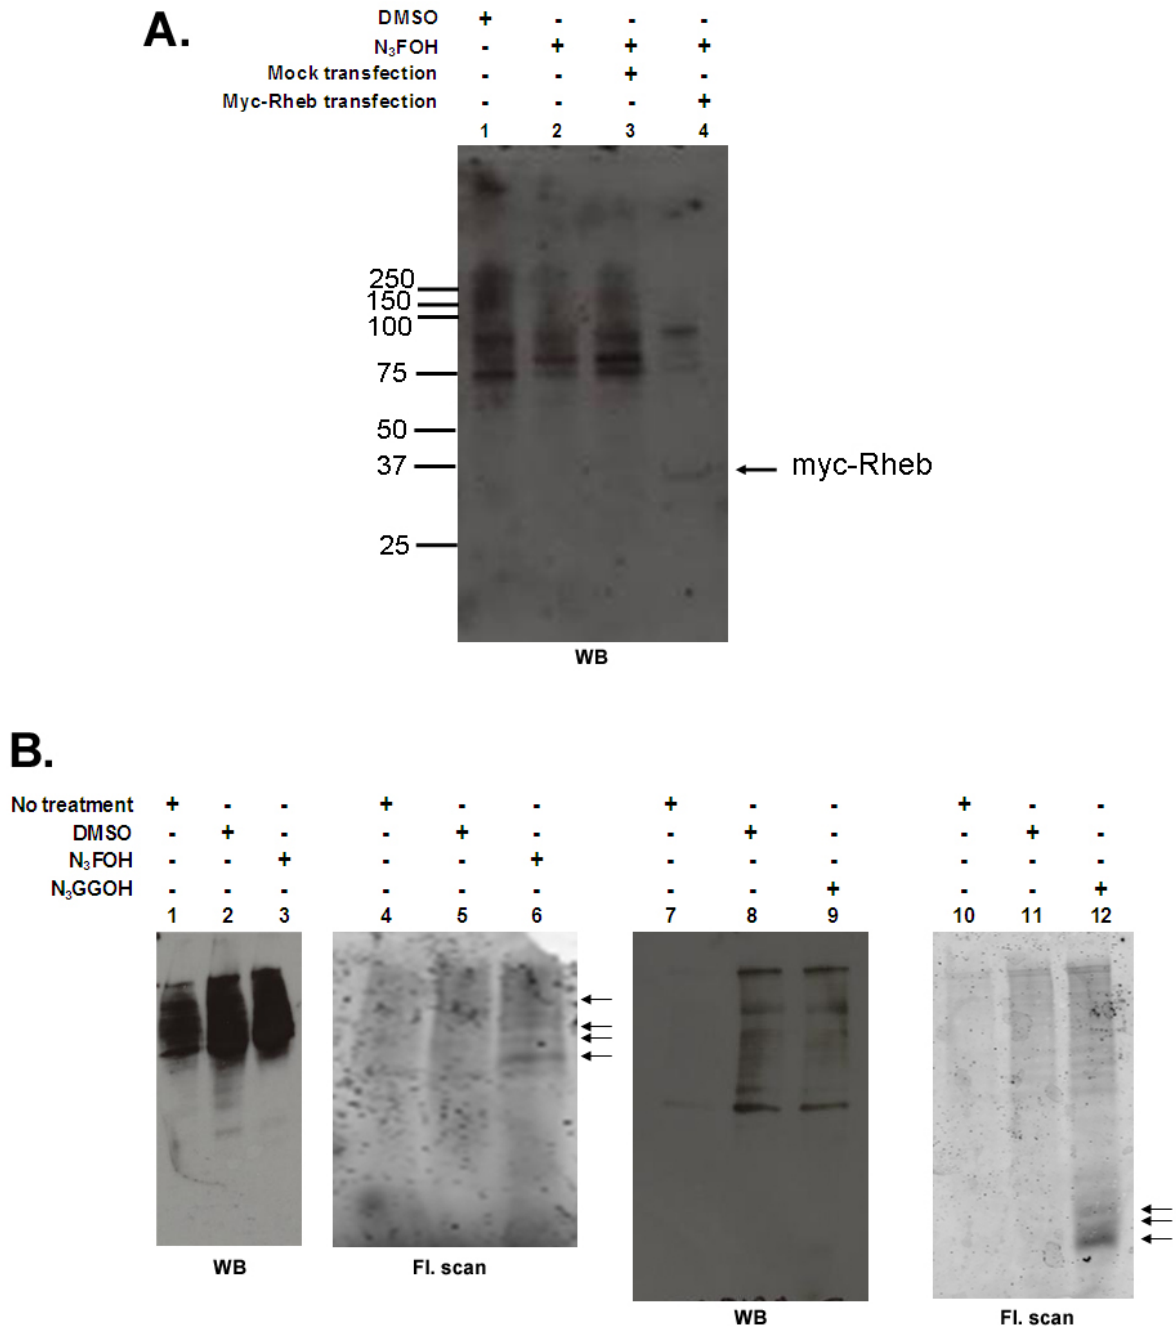 A.
DMSO + - - -
N₃FOH - + + +
Mock transfection - - + -
Myc-Rheb transfection - - - +
1 2 3 4
250
150
100
75
50
37
myc-Rheb
25
WB
B.
No treatment + - - + - - + - - + - -
DMSO - + - - + - - + - - + -
N₃FOH - - + - - + - - - - - -
N₃GGOH - - - - - - - - + - - +
1 2 3 4 5 6 7 8 9 10 11 12
WB
Fl. scan
WB
Fl. scan